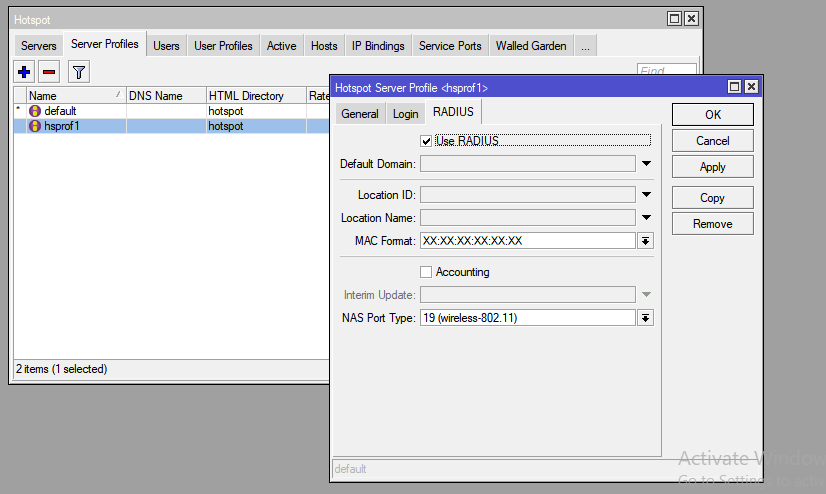 Hotspot
Servers Server Profiles Users User Profiles Active Hosts IP Bindings Service Ports Walled Garden ...
Find
Name / DNS Name HTML Directory Rate
* default hotspot
hsprof1 hotspot
2 items (1 selected)
Hotspot Server Profile <hsprof1>
General Login RADIUS
Use RADIUS
Default Domain:
Location ID:
Location Name:
MAC Format: XX:XX:XX:XX:XX:XX
Accounting
Interim Update:
NAS Port Type: 19 (wireless-802.11)
OK
Cancel
Apply
Copy
Remove
default
Activate Window
Go to Settings to activ